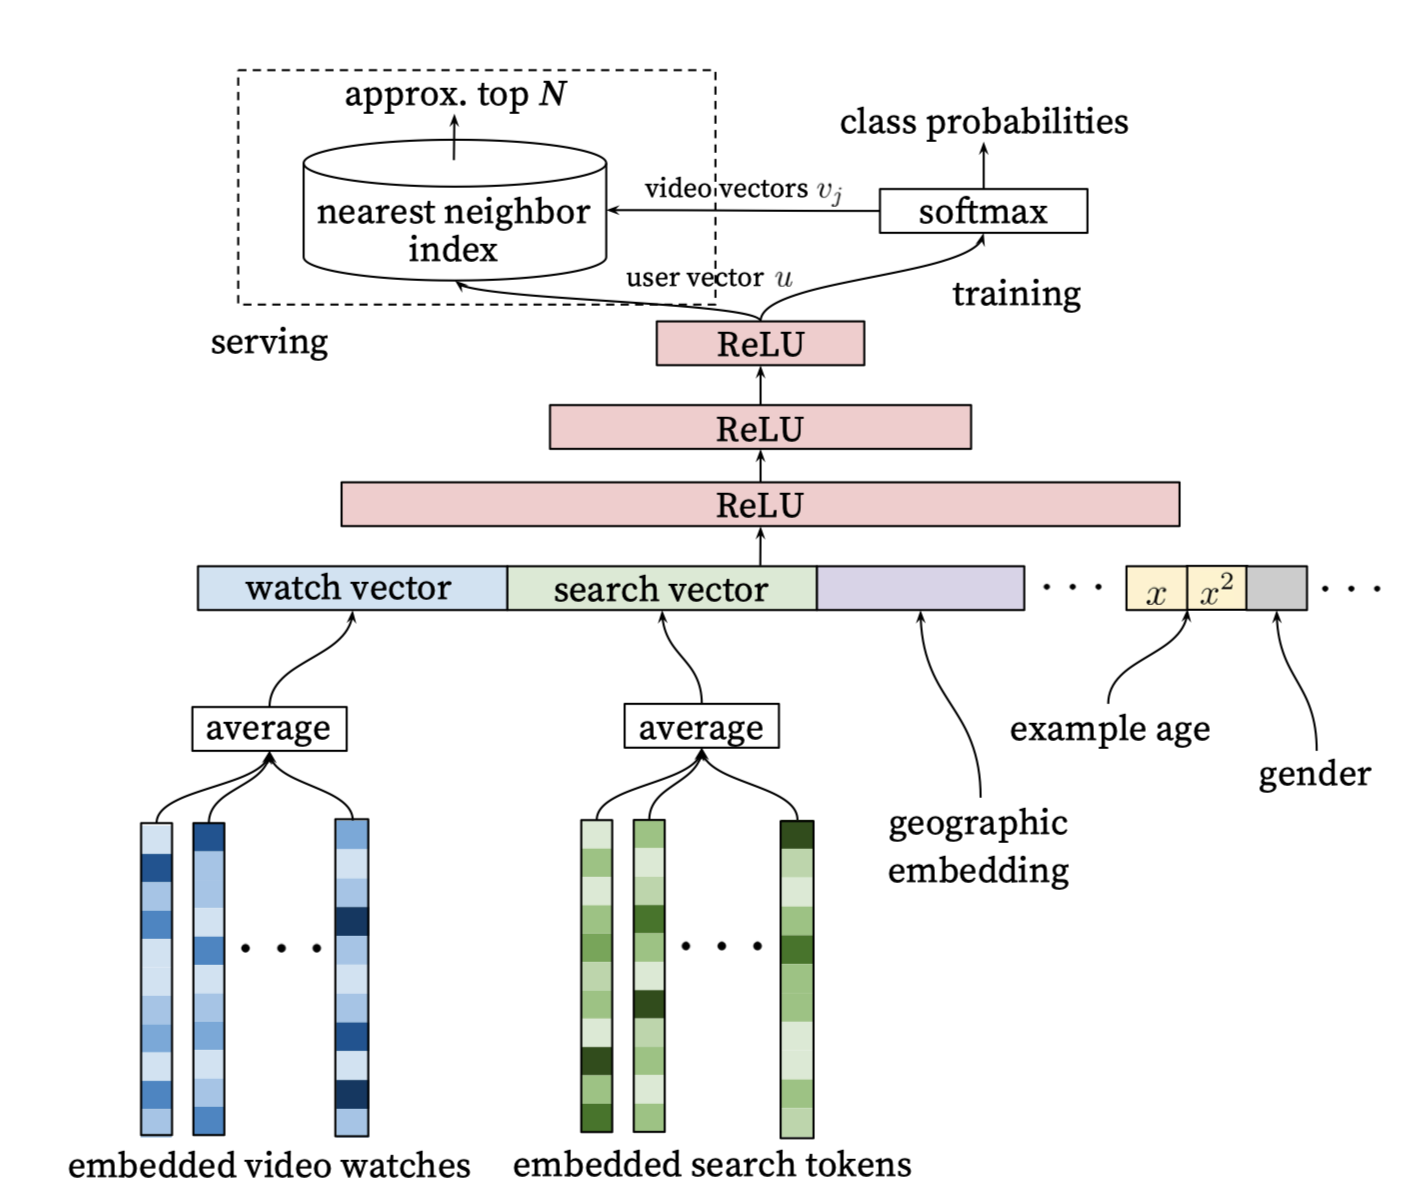 approx. top N
class probabilities
video vectors v_j
softmax
nearest neighbor
index
user vector u
training
serving
ReLU
ReLU
ReLU
watch vector
search vector
. . .
x
x²
. . .
average
average
example age
gender
geographic
embedding
. . .
. . .
embedded video watches
embedded search tokens